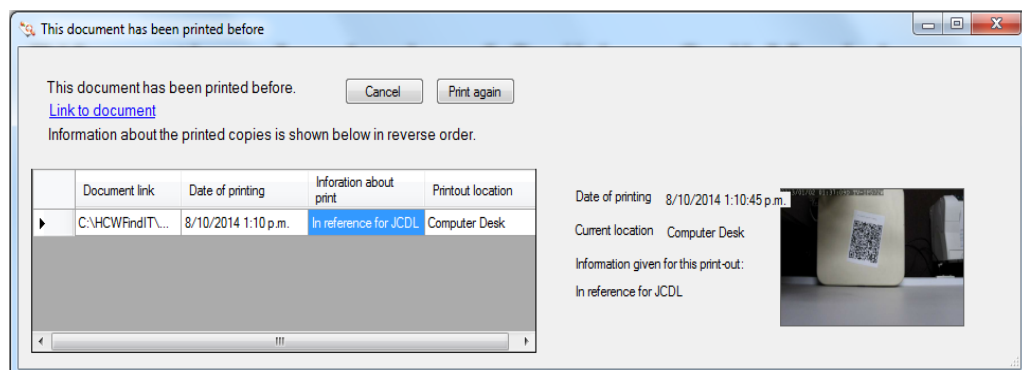 This document has been printed before
This document has been printed before.
Cancel
Print again
Link to document
Information about the printed copies is shown below in reverse order.
Document link
Date of printing
Inforation about
print
Printout location
C:\HCWFindIT\...
8/10/2014 1:10 p.m.
In reference for JCDL
Computer Desk
Date of printing
8/10/2014 1:10:45 p.m.
Current location
Computer Desk
Information given for this print-out:
In reference for JCDL